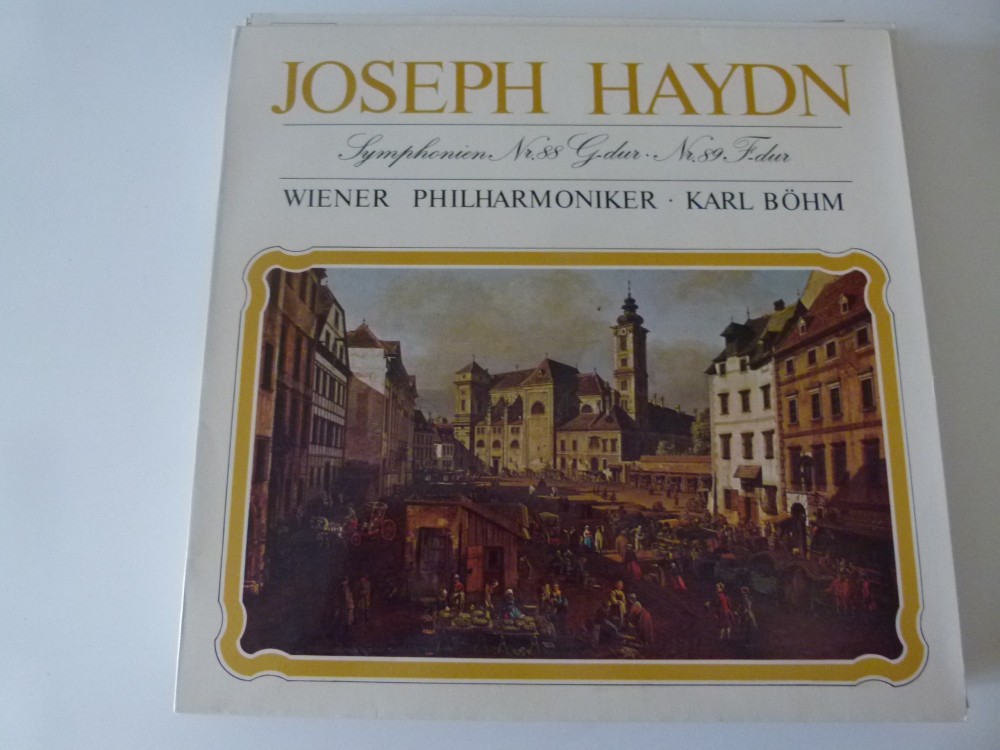 JOSEPH HAYDN
Symphonien Nr. 88 G-dur · Nr. 89 F-dur
WIENER PHILHARMONIKER · KARL BÖHM